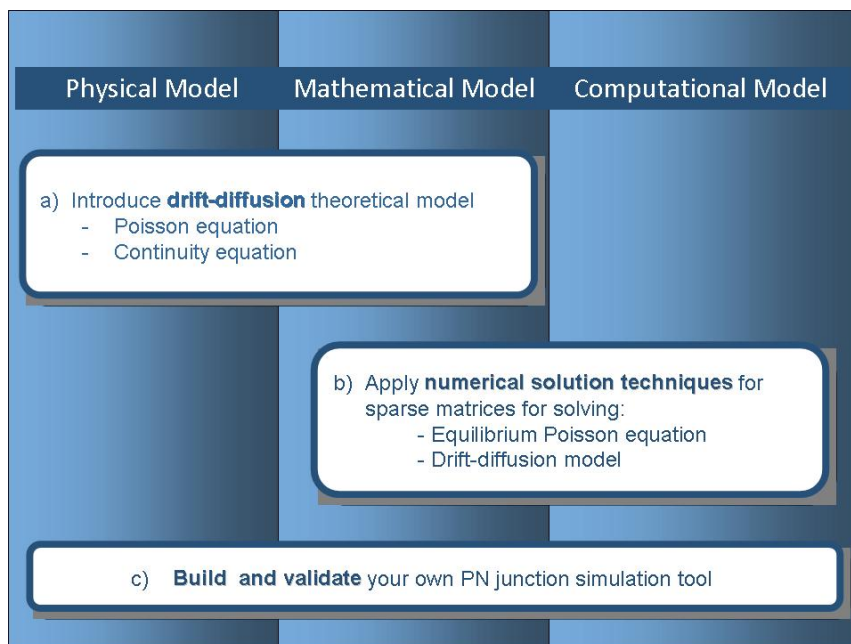 Physical Model Mathematical Model Computational Model
a) Introduce drift-diffusion theoretical model
- Poisson equation
- Continuity equation
b) Apply numerical solution techniques for
sparse matrices for solving:
- Equilibrium Poisson equation
- Drift-diffusion model
c) Build and validate your own PN junction simulation tool